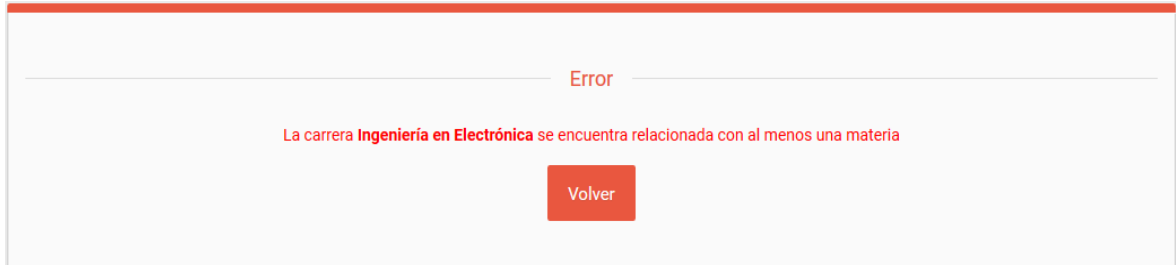 Error
La carrera Ingeniería en Electrónica se encuentra relacionada con al menos una materia
Volver